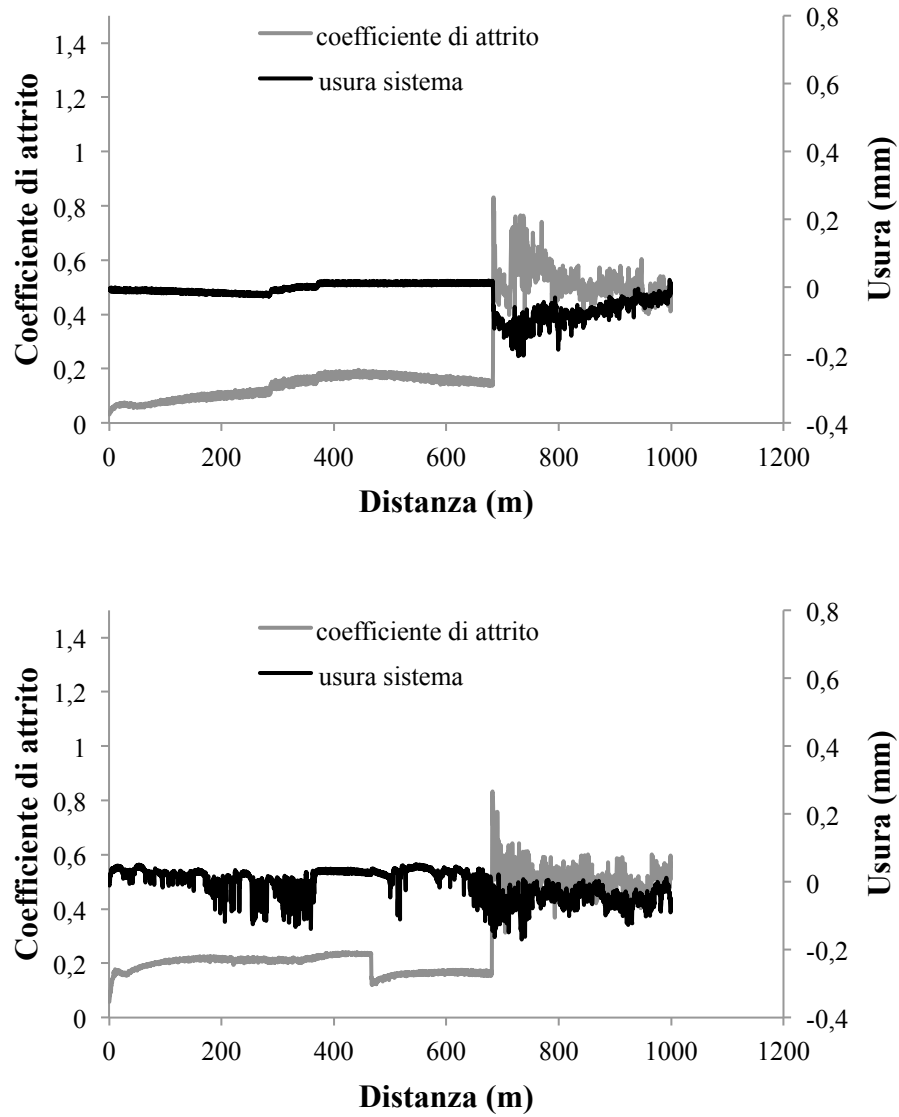 coefficiente di attrito
usura sistema
Coefficiente di attrito
1,4
1,2
1
0,8
0,6
0,4
0,2
0
0,8
0,6
0,4
0,2
0
-0,2
-0,4
Usura (mm)
0 200 400 600 800 1000 1200
Distanza (m)
coefficiente di attrito
usura sistema
Coefficiente di attrito
1,4
1,2
1
0,8
0,6
0,4
0,2
0
0,8
0,6
0,4
0,2
0
-0,2
-0,4
Usura (mm)
0 200 400 600 800 1000 1200
Distanza (m)